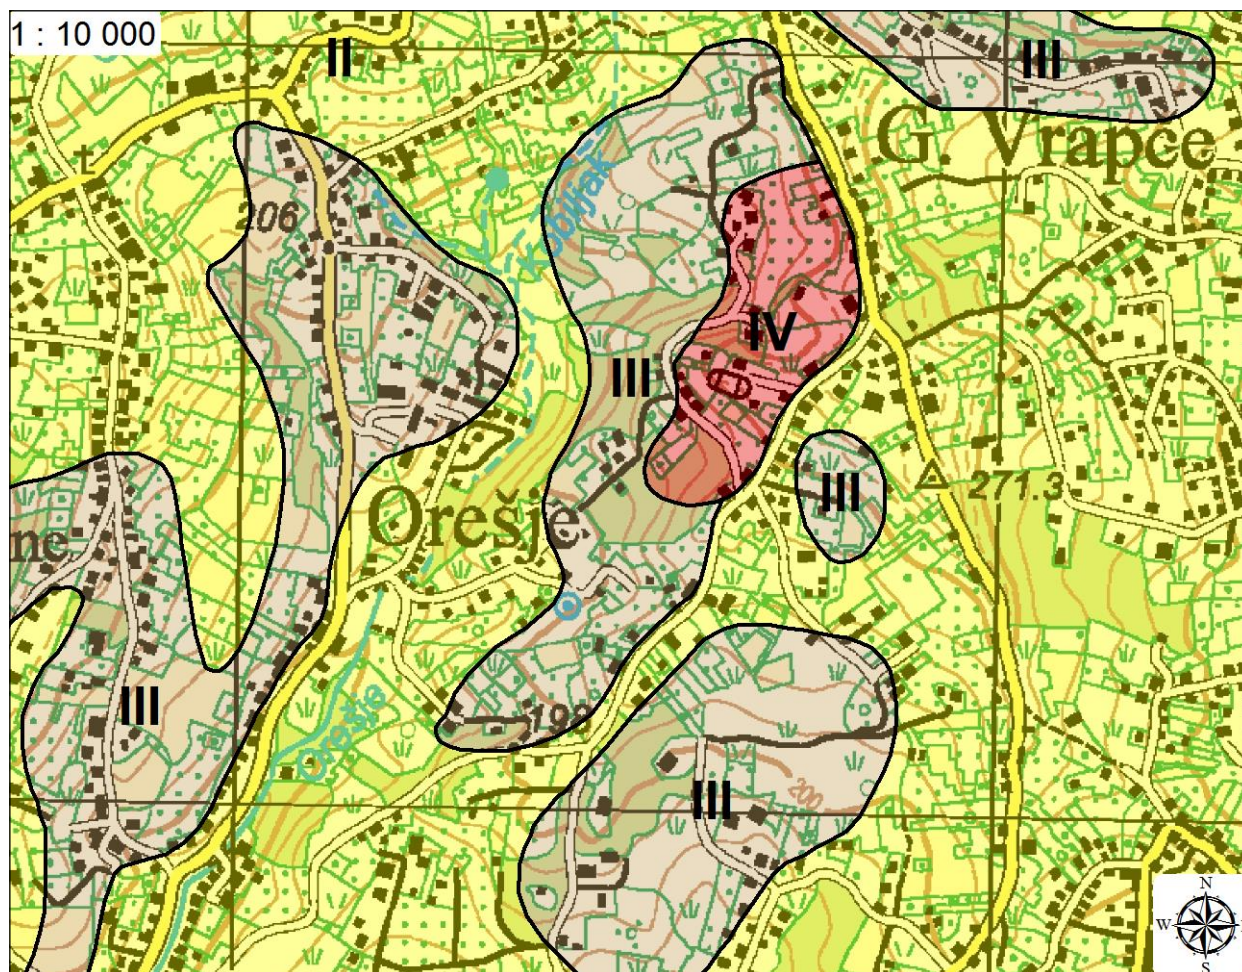 1 : 10 000
II
III
G Vrapče
t
206
Kobiljak
IV
III
271.3
III
Orešje
ne
III
199
Orešje
200
III
N
W
S